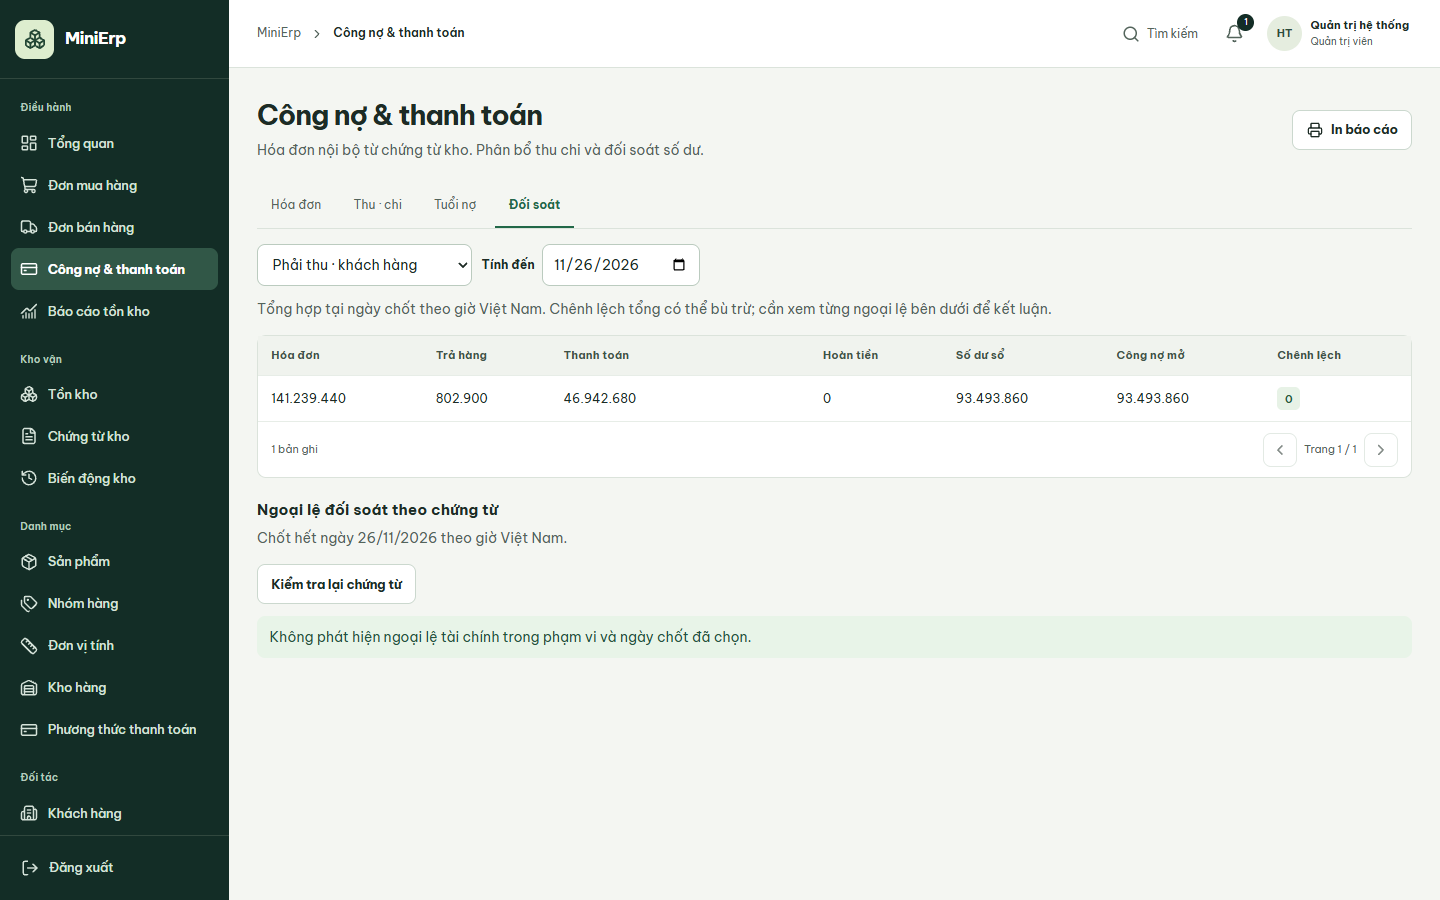 MiniErp
Điều hành
Tổng quan
Đơn mua hàng
Đơn bán hàng
Công nợ & thanh toán
Báo cáo tồn kho
Kho vận
Tồn kho
Chứng từ kho
Biến động kho
Danh mục
Sản phẩm
Nhóm hàng
Đơn vị tính
Kho hàng
Phương thức thanh toán
Đối tác
Khách hàng
Đăng xuất
MiniErp > Công nợ & thanh toán
Tìm kiếm
1
HT
Quản trị hệ thống
Quản trị viên
Công nợ & thanh toán
Hóa đơn nội bộ từ chứng từ kho. Phân bổ thu chi và đối soát số dư.
In báo cáo
Hóa đơn Thu · chi Tuổi nợ Đối soát
Phải thu · khách hàng Tính đến 11/26/2026
Tổng hợp tại ngày chốt theo giờ Việt Nam. Chênh lệch tổng có thể bù trừ; cần xem từng ngoại lệ bên dưới để kết luận.
Hóa đơn Trả hàng Thanh toán Hoàn tiền Số dư sổ Công nợ mở Chênh lệch
141.239.440 802.900 46.942.680 0 93.493.860 93.493.860 0
1 bản ghi Trang 1 / 1
Ngoại lệ đối soát theo chứng từ
Chốt hết ngày 26/11/2026 theo giờ Việt Nam.
Kiểm tra lại chứng từ
Không phát hiện ngoại lệ tài chính trong phạm vi và ngày chốt đã chọn.